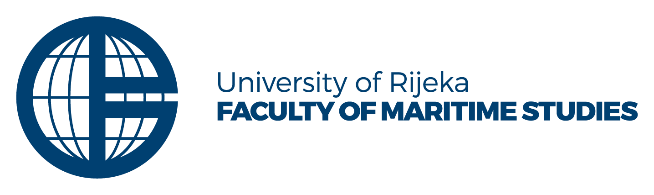 University of Rijeka
FACULTY OF MARITIME STUDIES